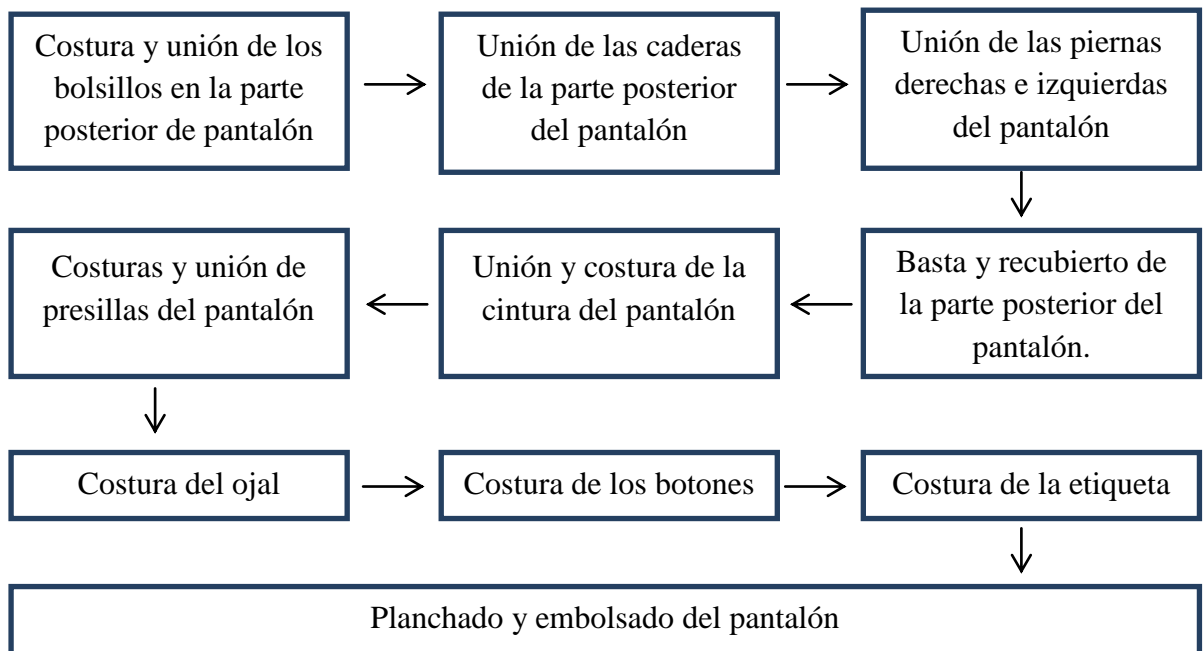 Costura y unión de los
bolsillos en la parte
posterior de pantalón
Unión de las caderas
de la parte posterior
del pantalón
Unión de las piernas
derechas e izquierdas
del pantalón
Basta y recubierto de
la parte posterior del
pantalón.
Unión y costura de la
cintura del pantalón
Costuras y unión de
presillas del pantalón
Costura del ojal
Costura de los botones
Costura de la etiqueta
Planchado y embolsado del pantalón